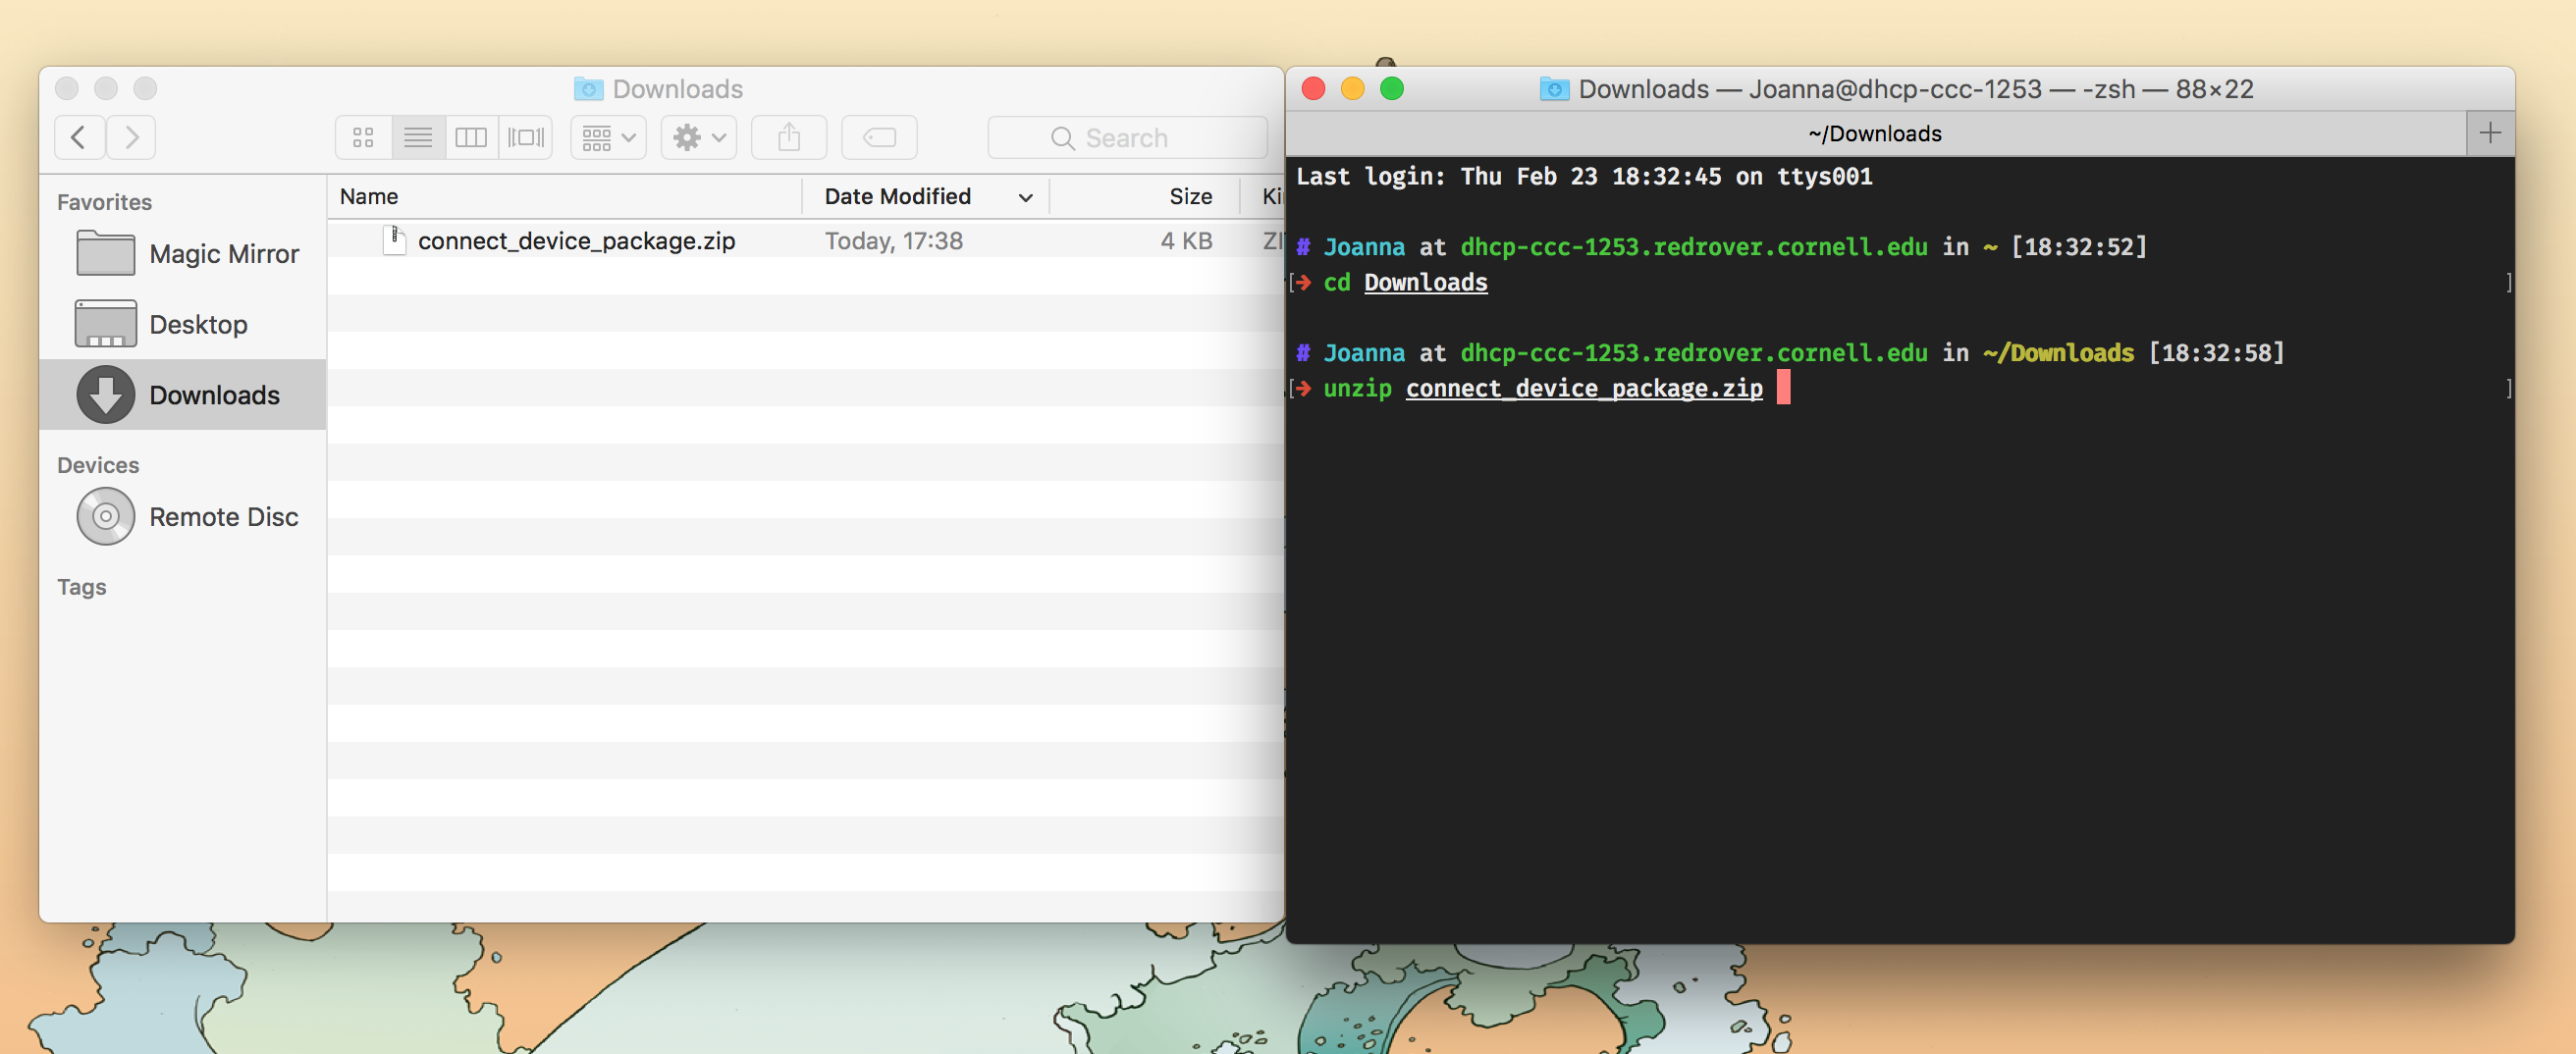 Downloads
Search
Favorites
Magic Mirror
Desktop
Downloads
Devices
Remote Disc
Tags
Name Date Modified Size Ki
connect_device_package.zip Today, 17:38 4 KB ZI
Downloads — Joanna@dhcp-ccc-1253 — -zsh — 88×22
~/Downloads
Last login: Thu Feb 23 18:32:45 on ttys001
# Joanna at dhcp-ccc-1253.redrover.cornell.edu in ~ [18:32:52]
[➜ cd Downloads ]
# Joanna at dhcp-ccc-1253.redrover.cornell.edu in ~/Downloads [18:32:58]
[➜ unzip connect_device_package.zip ]